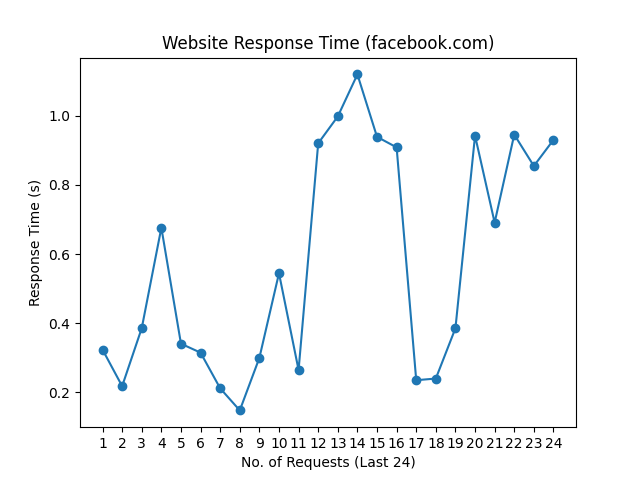 Website Response Time (facebook.com)
1.0
0.8
0.6
0.4
0.2
Response Time (s)
1 2 3 4 5 6 7 8 9 10 11 12 13 14 15 16 17 18 19 20 21 22 23 24
No. of Requests (Last 24)